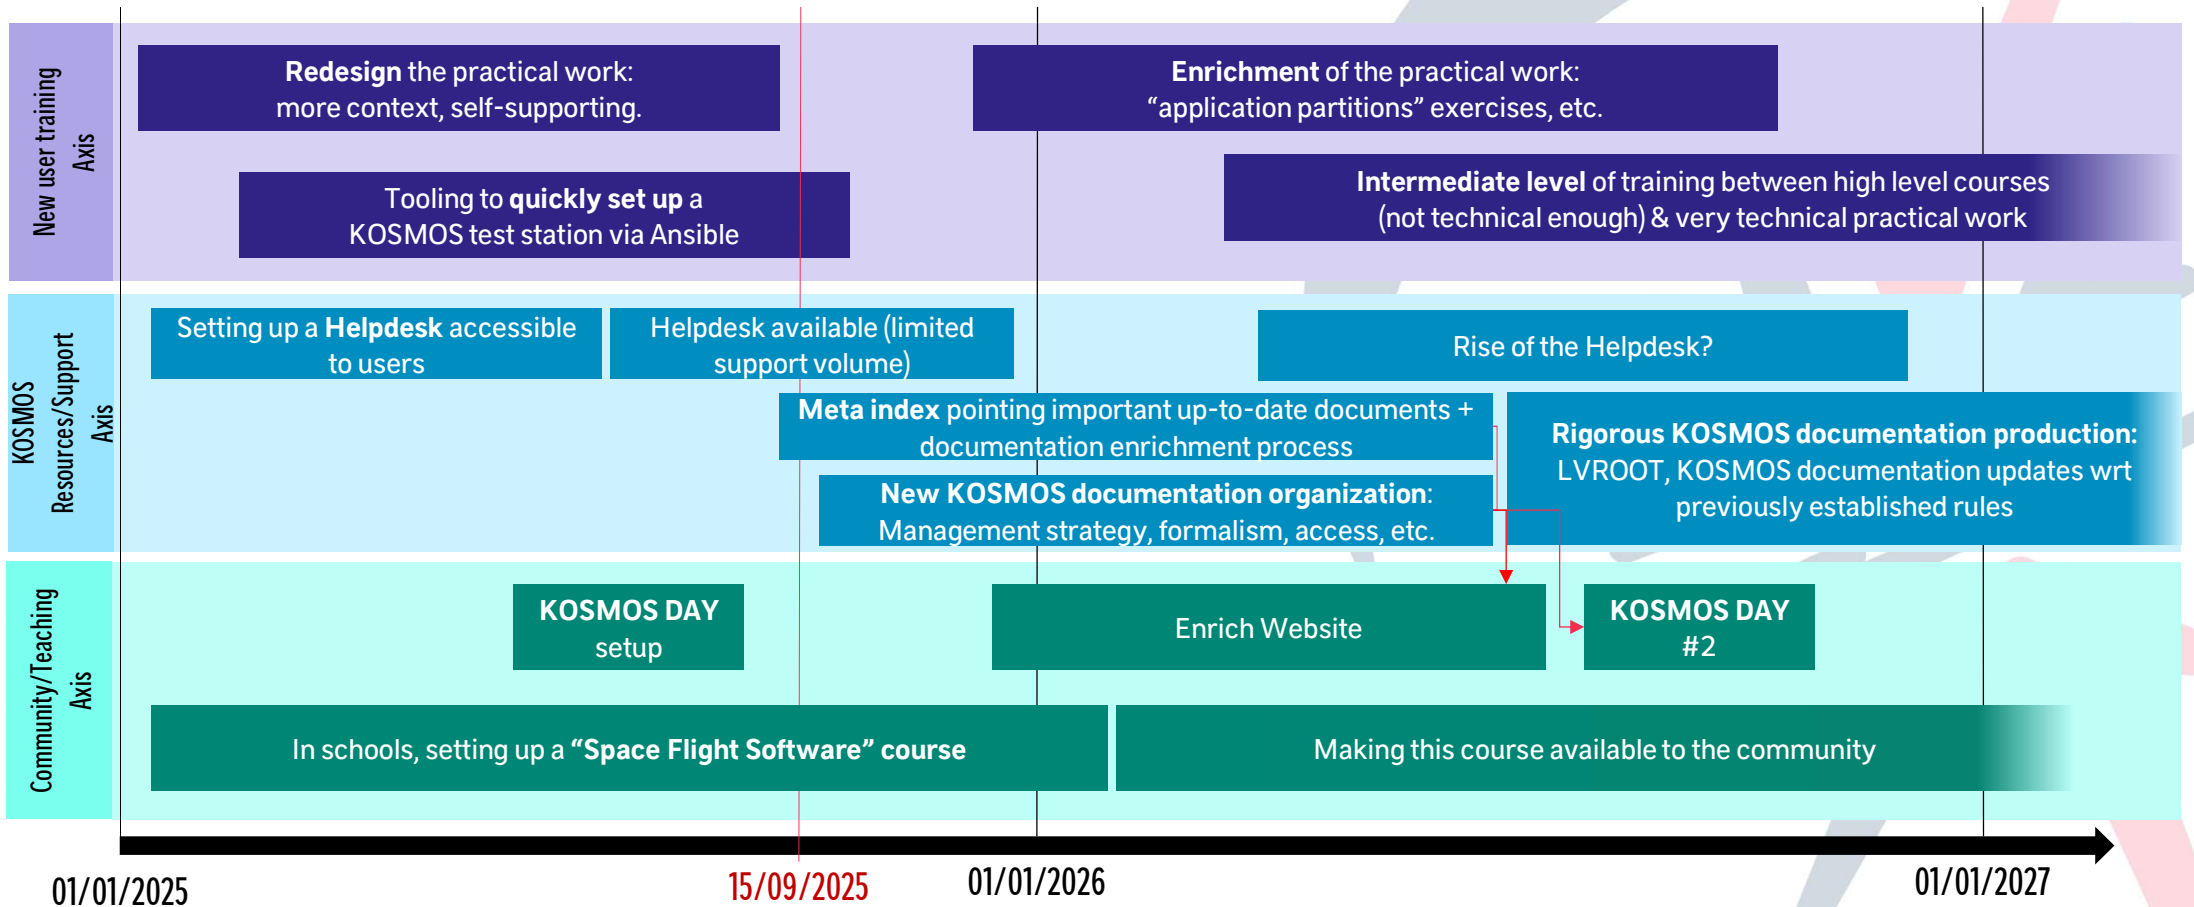 New user training
Axis
Redesign the practical work:
more context, self-supporting.
Enrichment of the practical work:
“application partitions” exercises, etc.
Tooling to quickly set up a
KOSMOS test station via Ansible
Intermediate level of training between high level courses
(not technical enough) & very technical practical work
KOSMOS
Resources/Support
Axis
Setting up a Helpdesk accessible
to users
Helpdesk available (limited
support volume)
Rise of the Helpdesk?
Meta index pointing important up-to-date documents +
documentation enrichment process
New KOSMOS documentation organization:
Management strategy, formalism, access, etc.
Rigorous KOSMOS documentation production:
LVROOT, KOSMOS documentation updates wrt
previously established rules
Community/Teaching
Axis
KOSMOS DAY
setup
Enrich Website
KOSMOS DAY
#2
In schools, setting up a “Space Flight Software” course
Making this course available to the community
01/01/2025
15/09/2025
01/01/2026
01/01/2027